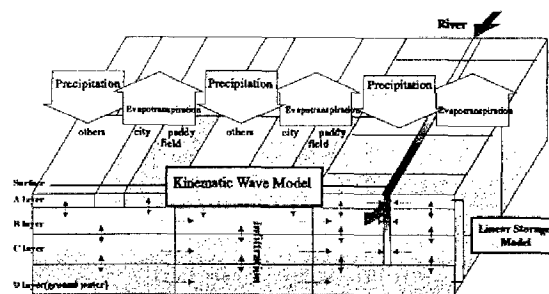 River
Precipitation
Evapotranspiration
Precipitation
Evapotranspiration
Precipitation
Evapotranspiration
others
city
paddy
field
others
city
paddy
field
Kinematic Wave Model
Surface
A layer
B layer
C layer
D layer(ground water)
Linear Storage
Model